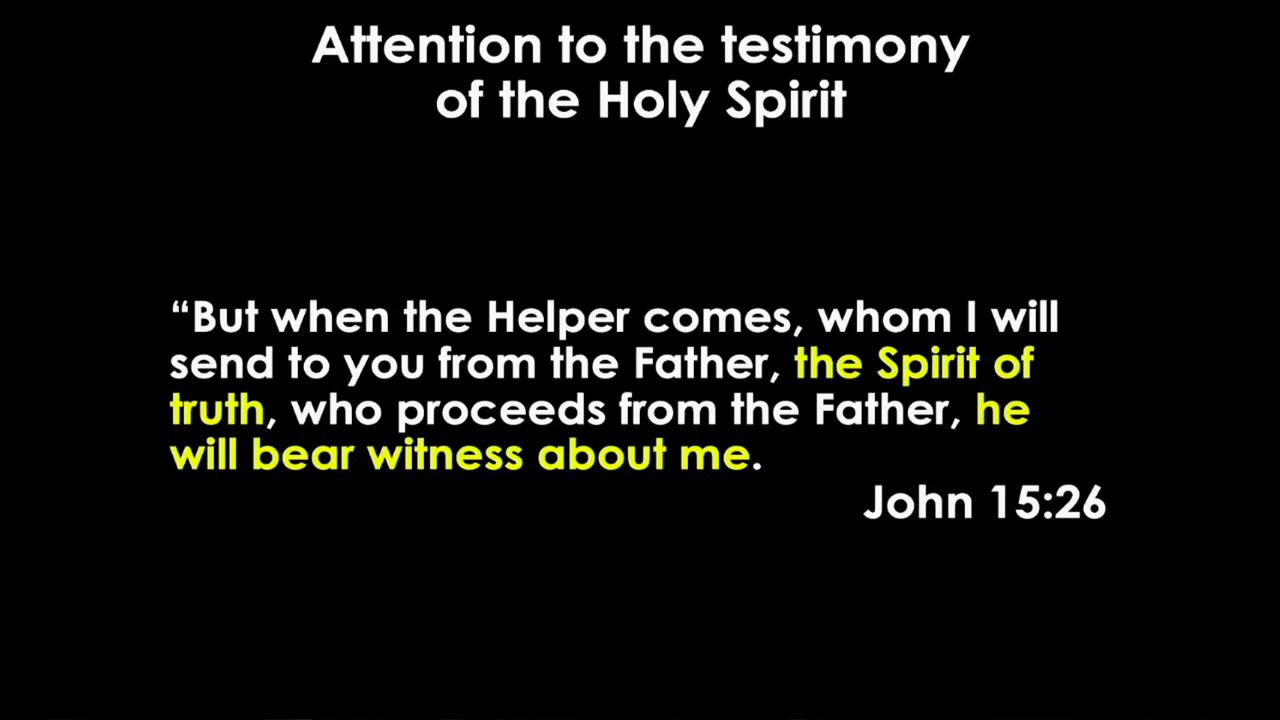 Attention to the testimony
of the Holy Spirit
“But when the Helper comes, whom I will
send to you from the Father, the Spirit of
truth, who proceeds from the Father, he
will bear witness about me.
John 15:26